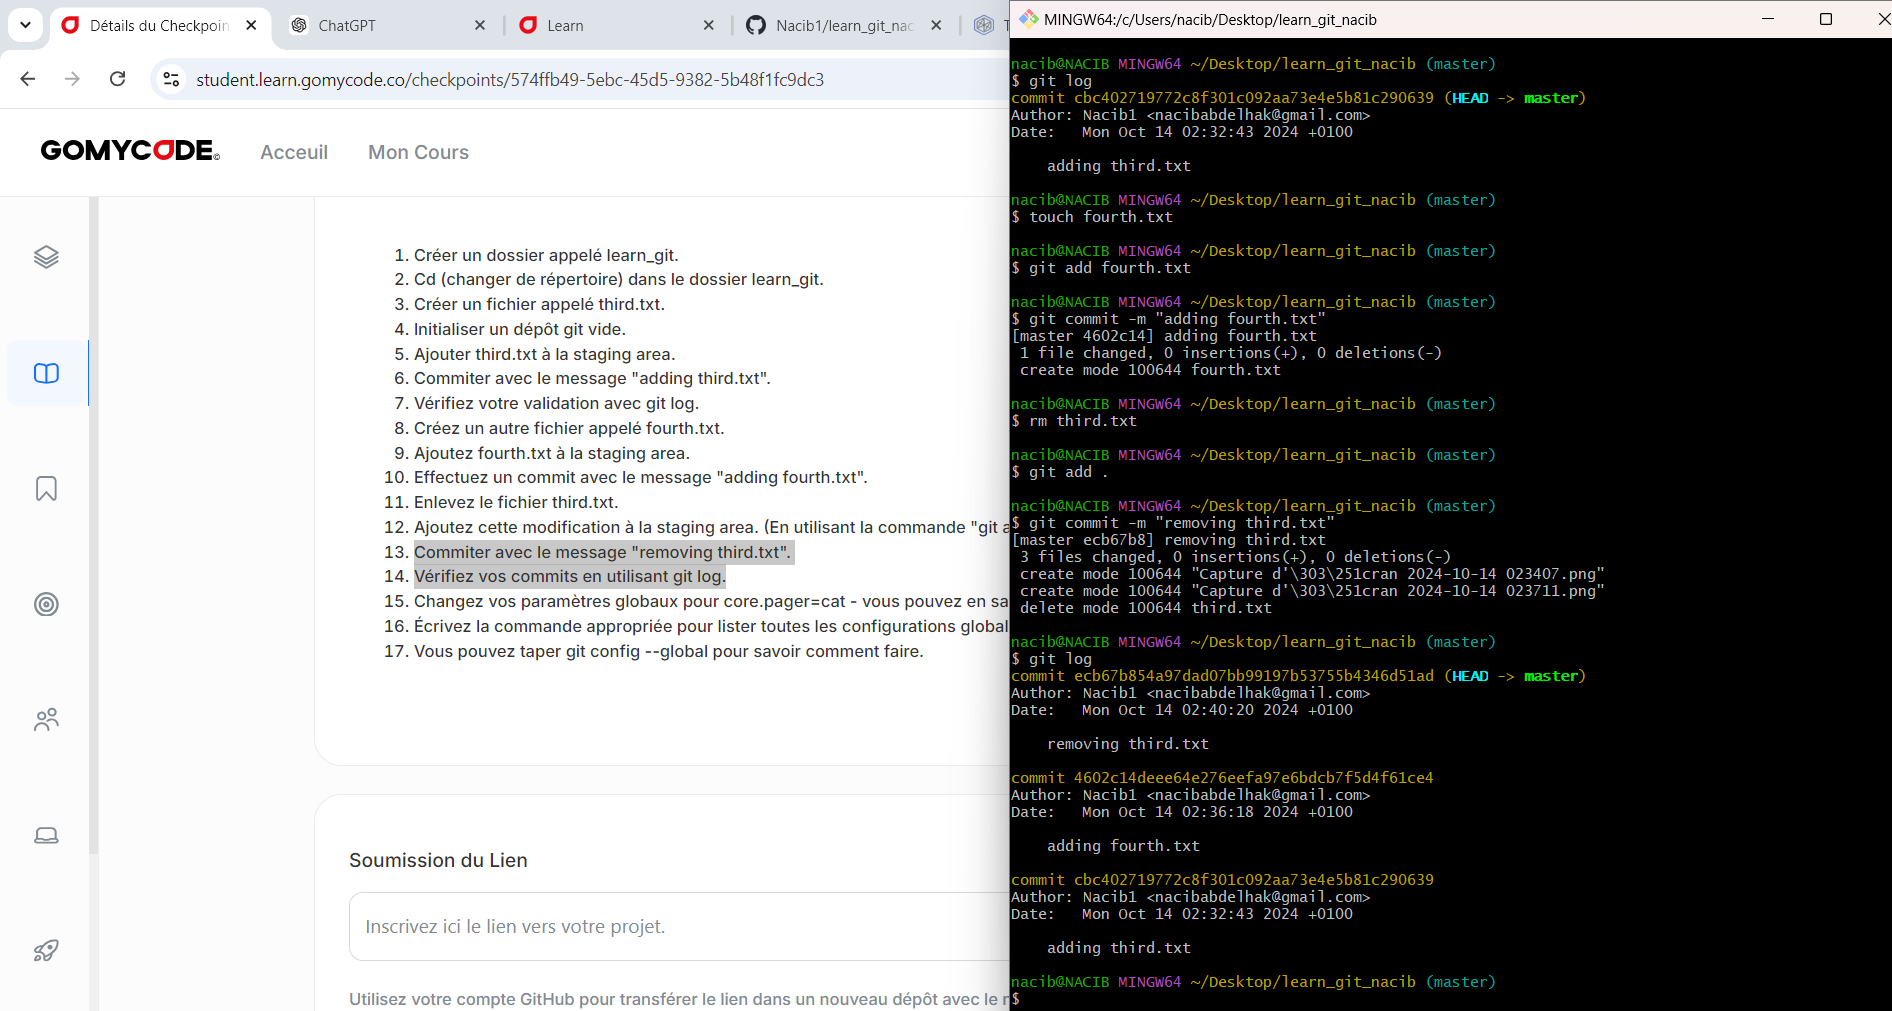 Détails du Checkpoin
ChatGPT
Learn
Nacib1/learn_git_nac
student.learn.gomycode.co/checkpoints/574ffb49-5ebc-45d5-9382-5b48f1fc9dc3
GOMYCODE
Acceuil
Mon Cours
1. Créer un dossier appelé learn_git.
2. Cd (changer de répertoire) dans le dossier learn_git.
3. Créer un fichier appelé third.txt.
4. Initialiser un dépôt git vide.
5. Ajouter third.txt à la staging area.
6. Commiter avec le message "adding third.txt".
7. Vérifiez votre validation avec git log.
8. Créez un autre fichier appelé fourth.txt.
9. Ajoutez fourth.txt à la staging area.
10. Effectuez un commit avec le message "adding fourth.txt".
11. Enlevez le fichier third.txt.
12. Ajoutez cette modification à la staging area. (En utilisant la commande "git a
13. Commiter avec le message "removing third.txt".
14. Vérifiez vos commits en utilisant git log.
15. Changez vos paramètres globaux pour core.pager=cat - vous pouvez en sa
16. Écrivez la commande appropriée pour lister toutes les configurations global
17. Vous pouvez taper git config --global pour savoir comment faire.
Soumission du Lien
Inscrivez ici le lien vers votre projet.
Utilisez votre compte GitHub pour transférer le lien dans un nouveau dépôt avec le n
MINGW64:/c/Users/nacib/Desktop/learn_git_nacib
nacib@NACIB MINGW64 ~/Desktop/learn_git_nacib (master)
$ git log
commit cbc402719772c8f301c092aa73e4e5b81c290639 (HEAD -> master)
Author: Nacib1 <nacibabdelhak@gmail.com>
Date:   Mon Oct 14 02:32:43 2024 +0100
adding third.txt
nacib@NACIB MINGW64 ~/Desktop/learn_git_nacib (master)
$ touch fourth.txt
nacib@NACIB MINGW64 ~/Desktop/learn_git_nacib (master)
$ git add fourth.txt
nacib@NACIB MINGW64 ~/Desktop/learn_git_nacib (master)
$ git commit -m "adding fourth.txt"
[master 4602c14] adding fourth.txt
1 file changed, 0 insertions(+), 0 deletions(-)
create mode 100644 fourth.txt
nacib@NACIB MINGW64 ~/Desktop/learn_git_nacib (master)
$ rm third.txt
nacib@NACIB MINGW64 ~/Desktop/learn_git_nacib (master)
$ git add .
nacib@NACIB MINGW64 ~/Desktop/learn_git_nacib (master)
$ git commit -m "removing third.txt"
[master ecb67b8] removing third.txt
3 files changed, 0 insertions(+), 0 deletions(-)
create mode 100644 "Capture d'\303\251cran 2024-10-14 023407.png"
create mode 100644 "Capture d'\303\251cran 2024-10-14 023711.png"
delete mode 100644 third.txt
nacib@NACIB MINGW64 ~/Desktop/learn_git_nacib (master)
$ git log
commit ecb67b854a97dad07bb99197b53755b4346d51ad (HEAD -> master)
Author: Nacib1 <nacibabdelhak@gmail.com>
Date:   Mon Oct 14 02:40:20 2024 +0100
removing third.txt
commit 4602c14deee64e276eefa97e6bdcb7f5d4f61ce4
Author: Nacib1 <nacibabdelhak@gmail.com>
Date:   Mon Oct 14 02:36:18 2024 +0100
adding fourth.txt
commit cbc402719772c8f301c092aa73e4e5b81c290639
Author: Nacib1 <nacibabdelhak@gmail.com>
Date:   Mon Oct 14 02:32:43 2024 +0100
adding third.txt
nacib@NACIB MINGW64 ~/Desktop/learn_git_nacib (master)
$